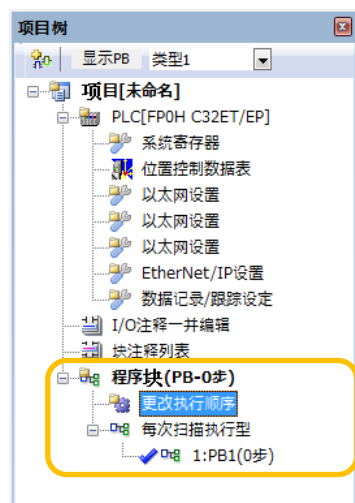 项目树
显示PB 类型1
项目[未命名]
PLC[FP0H C32ET/EP]
系统寄存器
位置控制数据表
以太网设置
以太网设置
以太网设置
EtherNet/IP设置
数据记录/跟踪设定
I/O注释一并编辑
块注释列表
程序块(PB-0步)
更改执行顺序
每次扫描执行型
1:PB1(0步)